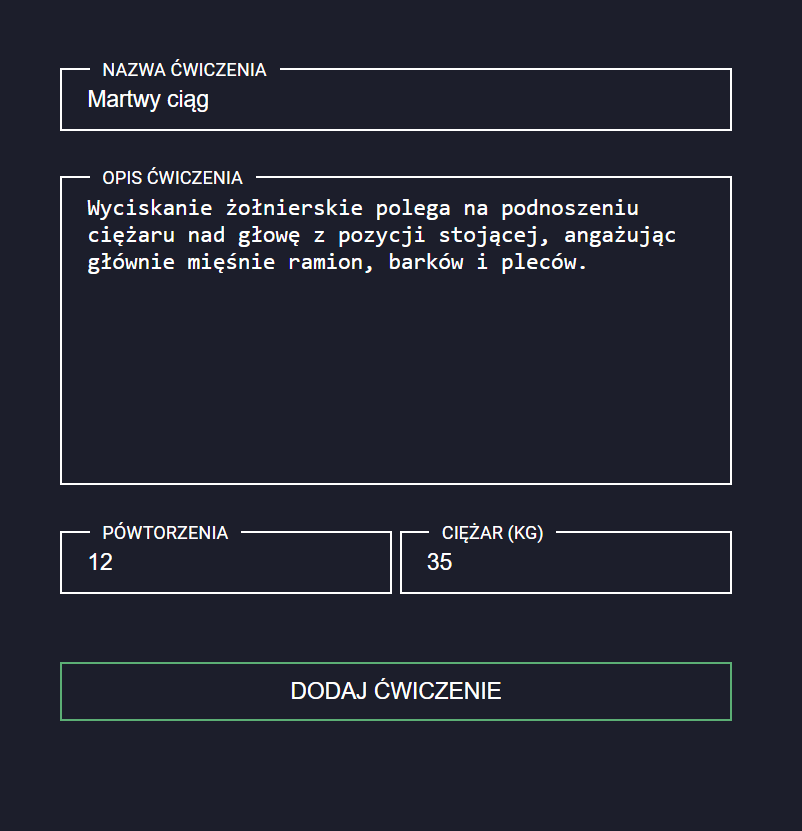 NAZWA ĆWICZENIA
Martwy ciąg
OPIS ĆWICZENIA
Wyciskanie żołnierskie polega na podnoszeniu
ciężaru nad głowę z pozycji stojącej, angażując
głównie mięśnie ramion, barków i pleców.
PÓWTORZENIA
12
CIĘŻAR (KG)
35
DODAJ ĆWICZENIE